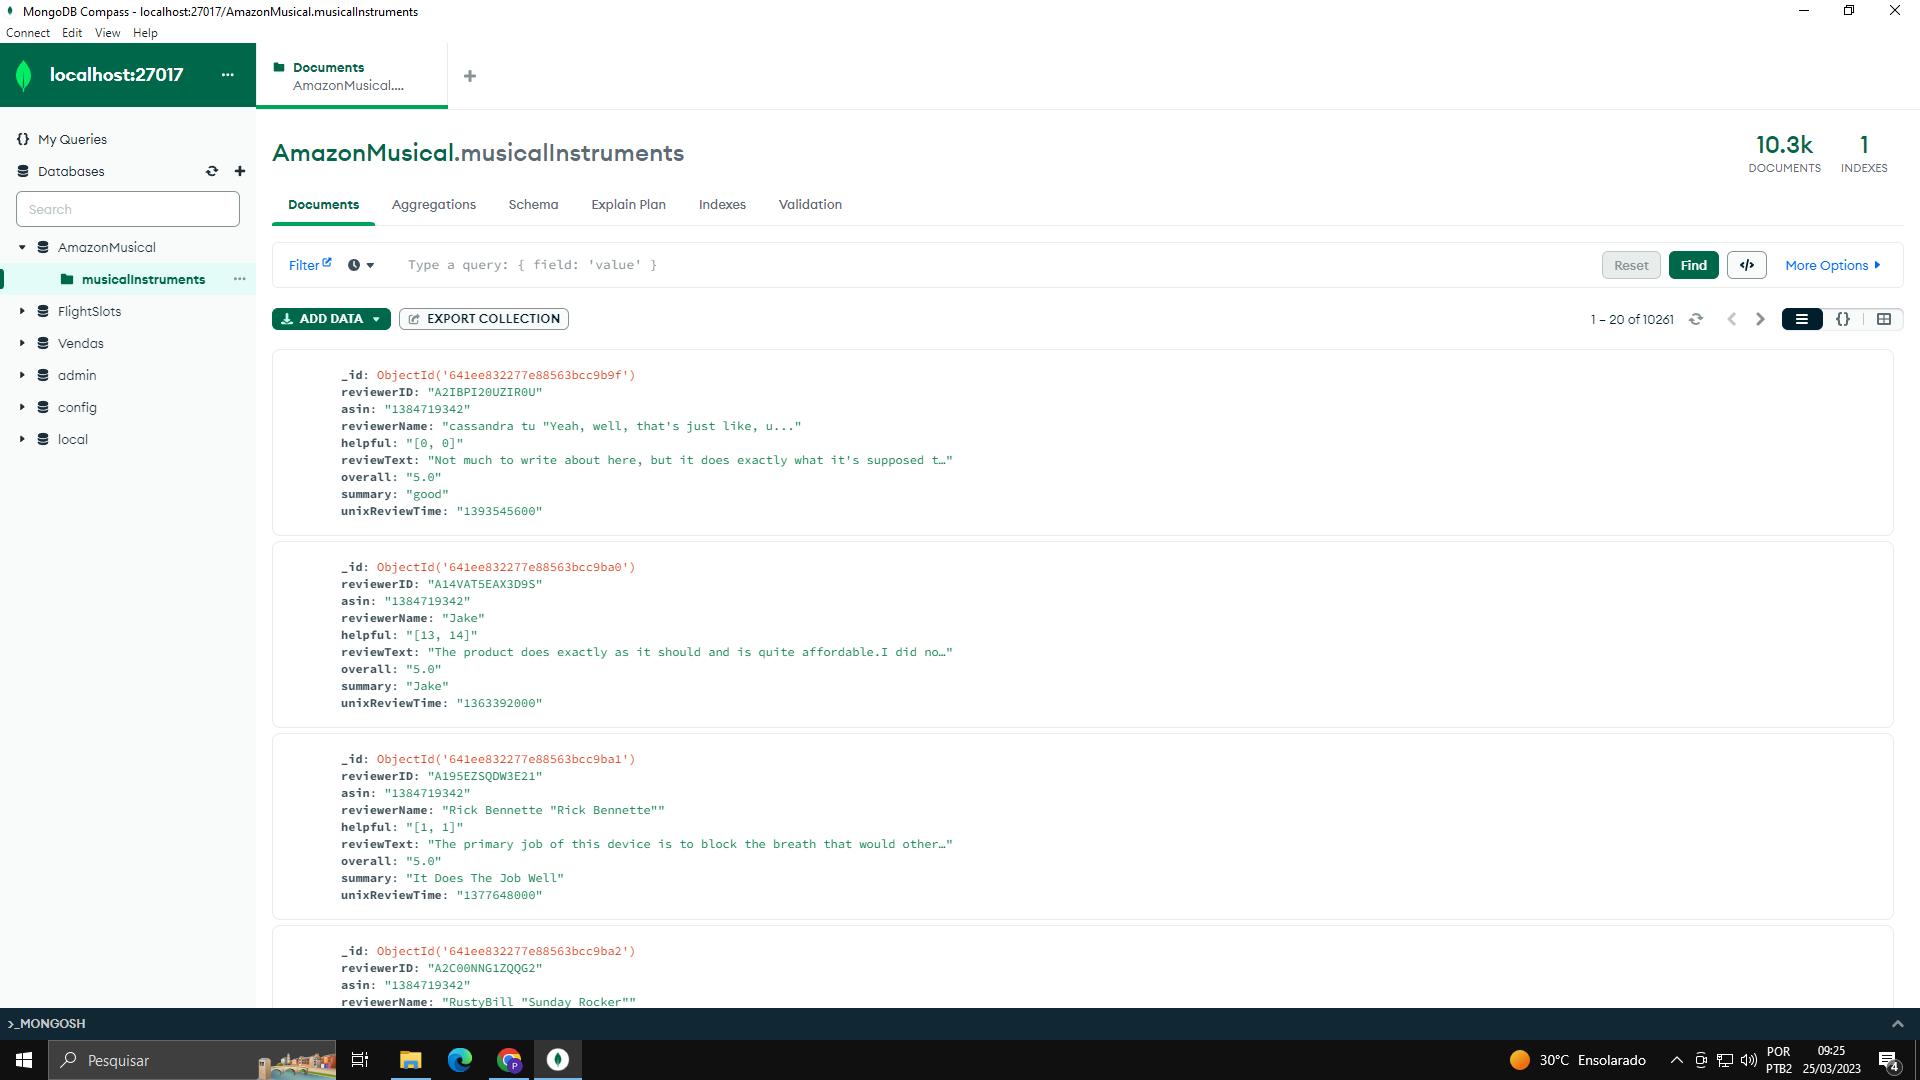 MongoDB Compass - localhost:27017/AmazonMusical.musicalInstruments
Connect Edit View Help
localhost:27017 ...
Documents
AmazonMusical....
{} My Queries
Databases
Search
AmazonMusical
musicalInstruments ...
FlightSlots
Vendas
admin
config
local
AmazonMusical.musicalInstruments
10.3k
DOCUMENTS
1
INDEXES
Documents Aggregations Schema Explain Plan Indexes Validation
Filter Type a query: { field: 'value' } Reset Find </> More Options
ADD DATA EXPORT COLLECTION 1 – 20 of 10261 {}
_id: ObjectId('641ee832277e88563bcc9b9f')
reviewerID: "A2IBPI20UZIR0U"
asin: "1384719342"
reviewerName: "cassandra tu "Yeah, well, that's just like, u..."
helpful: "[0, 0]"
reviewText: "Not much to write about here, but it does exactly what it's supposed t…"
overall: "5.0"
summary: "good"
unixReviewTime: "1393545600"
_id: ObjectId('641ee832277e88563bcc9ba0')
reviewerID: "A14VAT5EAX3D9S"
asin: "1384719342"
reviewerName: "Jake"
helpful: "[13, 14]"
reviewText: "The product does exactly as it should and is quite affordable.I did no…"
overall: "5.0"
summary: "Jake"
unixReviewTime: "1363392000"
_id: ObjectId('641ee832277e88563bcc9ba1')
reviewerID: "A195EZSQDW3E21"
asin: "1384719342"
reviewerName: "Rick Bennette "Rick Bennette""
helpful: "[1, 1]"
reviewText: "The primary job of this device is to block the breath that would other…"
overall: "5.0"
summary: "It Does The Job Well"
unixReviewTime: "1377648000"
_id: ObjectId('641ee832277e88563bcc9ba2')
reviewerID: "A2C00NNG1ZQQG2"
asin: "1384719342"
reviewerName: "RustyBill "Sunday Rocker""
>_MONGOSH
Pesquisar
30°C Ensolarado
POR
PTB2
09:25
25/03/2023
4